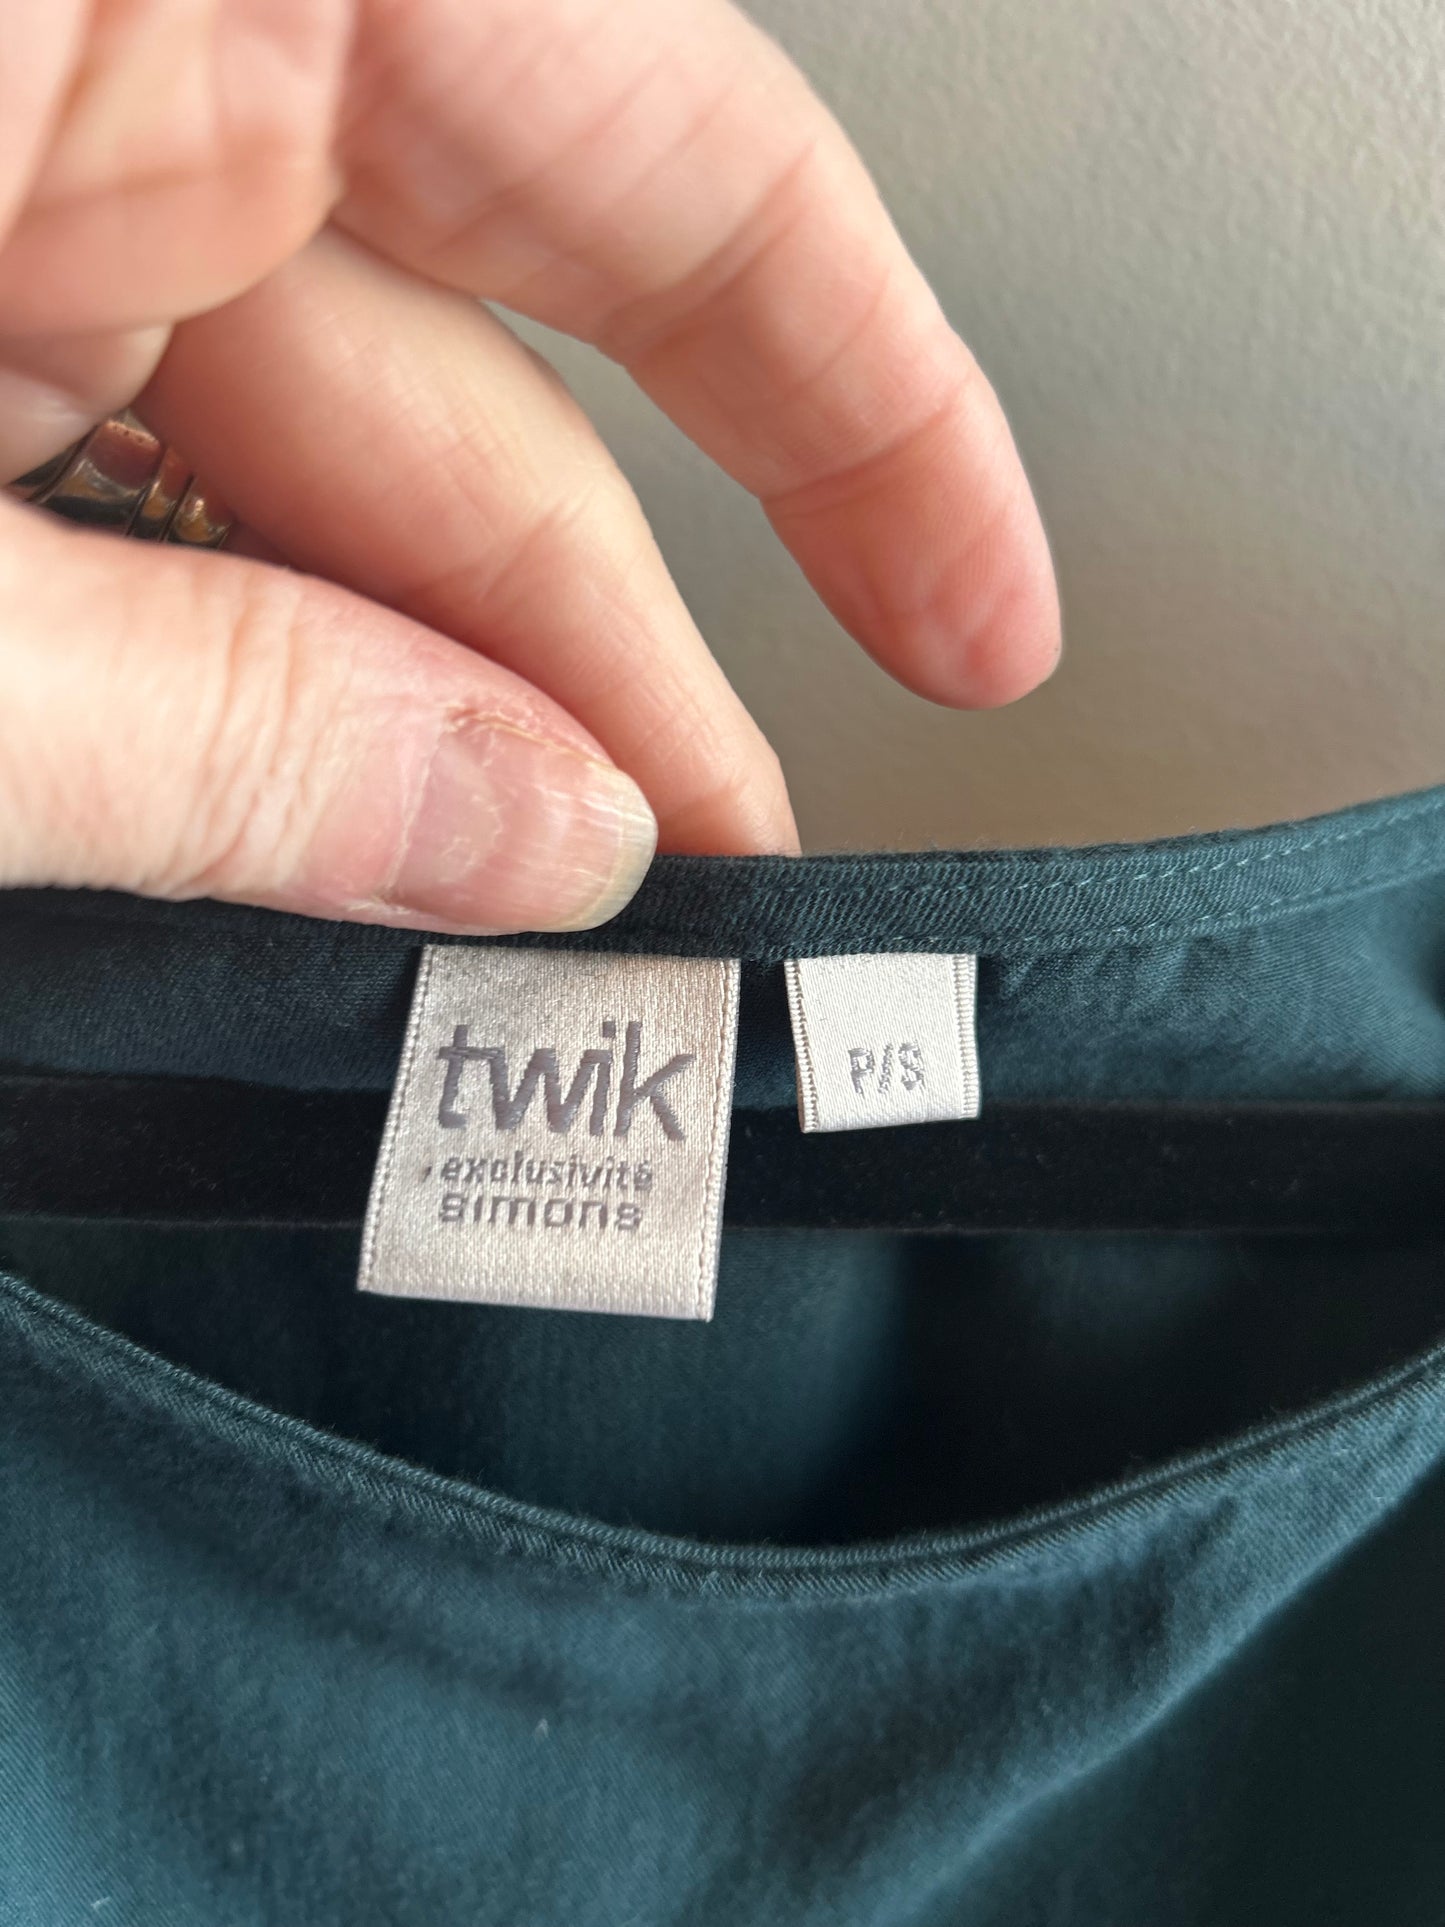 twik
exclusivité
simons
P/S